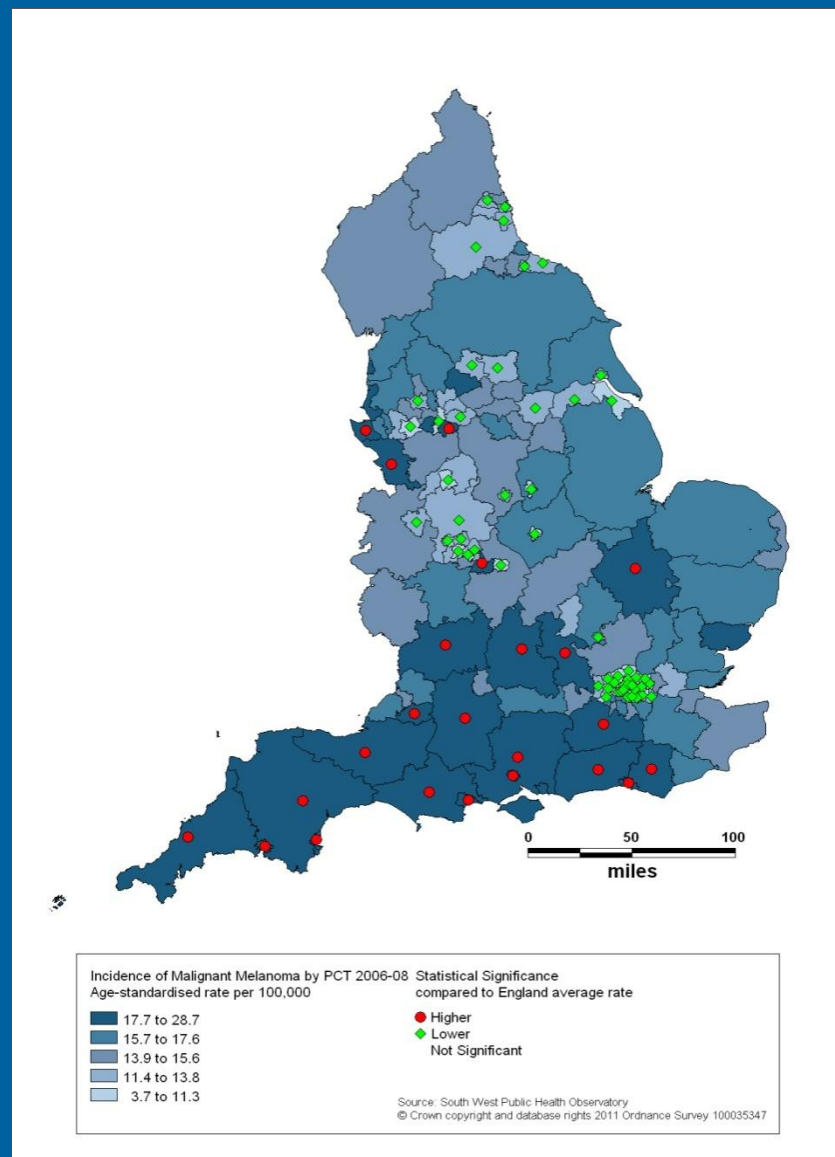 0 50 100
miles
Incidence of Malignant Melanoma by PCT 2006-08
Age-standardised rate per 100,000
17.7 to 28.7
15.7 to 17.6
13.9 to 15.6
11.4 to 13.8
3.7 to 11.3
Statistical Significance
compared to England average rate
Higher
Lower
Not Significant
Source: South West Public Health Observatory
© Crown copyright and database rights 2011 Ordnance Survey 100035347